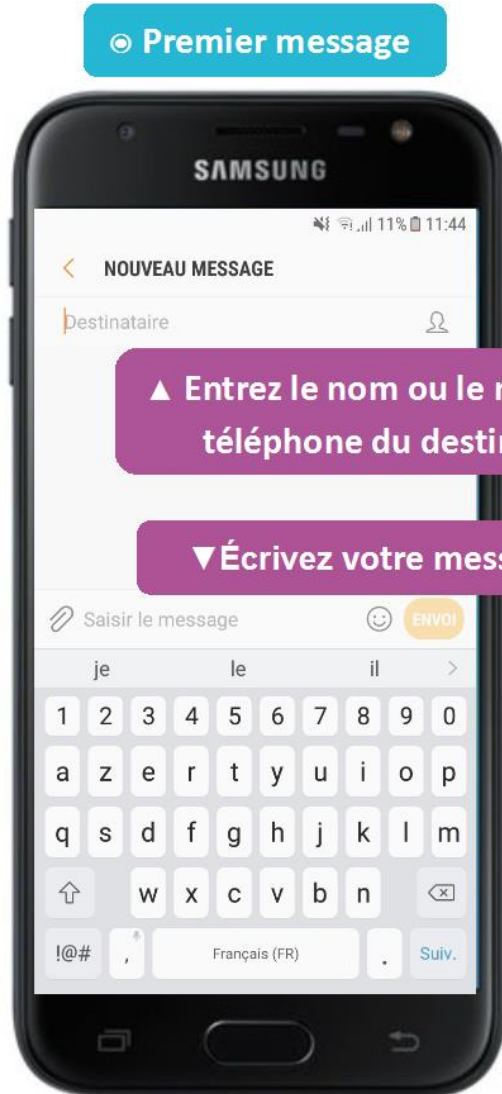 ◉ Premier message
SAMSUNG
11% 11:44
NOUVEAU MESSAGE
Destinataire
▲ Entrez le nom ou le
téléphone du
▼Écrivez votre
Saisir le message
ENVOI
je le il >
1 2 3 4 5 6 7 8 9 0
a z e r t y u i o p
q s d f g h j k l m
w x c v b n
!@# , Français (FR) . Suiv.